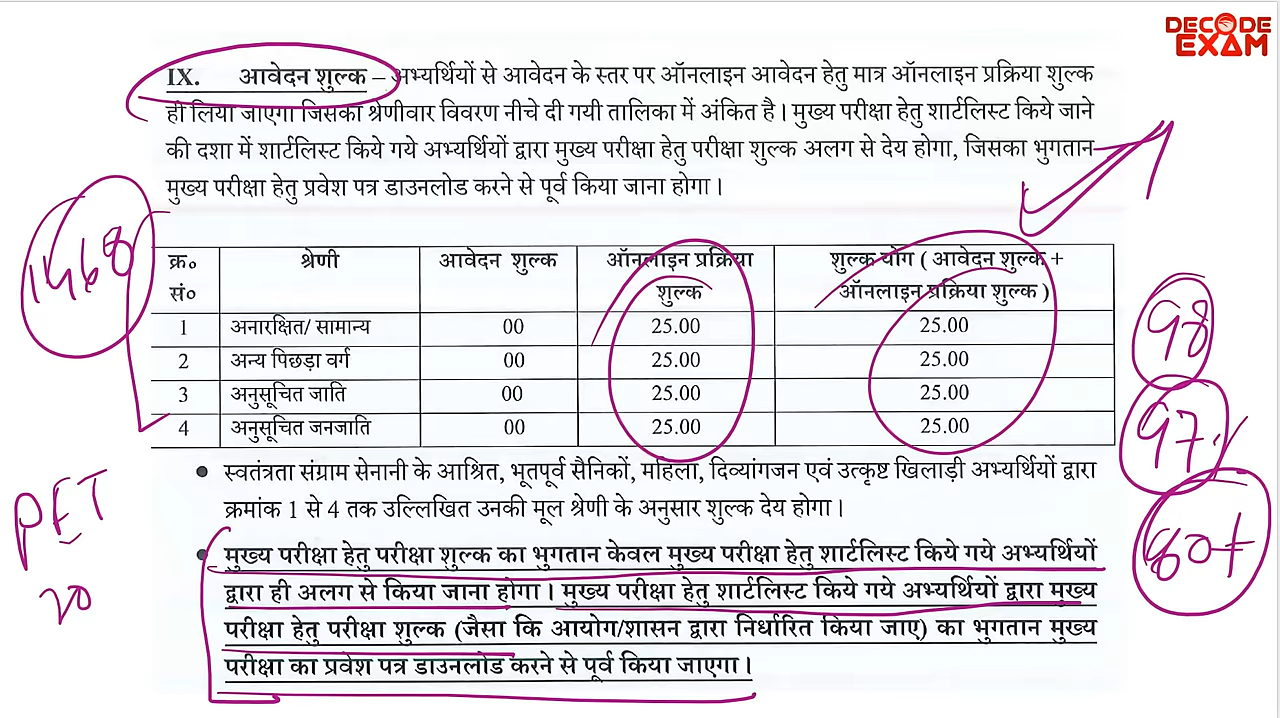 DECODE
EXAM
IX. आवेदन शुल्क – अभ्यर्थियों से आवेदन के स्तर पर ऑनलाइन आवेदन हेतु मात्र ऑनलाइन प्रक्रिया शुल्क
ही लिया जाएगा जिसका श्रेणीवार विवरण नीचे दी गयी तालिका में अंकित है। मुख्य परीक्षा हेतु शार्टलिस्ट किये जाने
की दशा में शार्टलिस्ट किये गये अभ्यर्थियों द्वारा मुख्य परीक्षा हेतु परीक्षा शुल्क अलग से देय होगा, जिसका भुगतान
मुख्य परीक्षा हेतु प्रवेश पत्र डाउनलोड करने से पूर्व किया जाना होगा।
क्र० सं० श्रेणी आवेदन शुल्क ऑनलाइन प्रक्रिया शुल्क शुल्क योग ( आवेदन शुल्क + ऑनलाइन प्रक्रिया शुल्क )
1 अनारक्षित/ सामान्य 00 25.00 25.00
2 अन्य पिछड़ा वर्ग 00 25.00 25.00
3 अनुसूचित जाति 00 25.00 25.00
4 अनुसूचित जनजाति 00 25.00 25.00
• स्वतंत्रता संग्राम सेनानी के आश्रित, भूतपूर्व सैनिकों, महिला, दिव्यांगजन एवं उत्कृष्ट खिलाड़ी अभ्यर्थियों द्वारा
क्रमांक 1 से 4 तक उल्लिखित उनकी मूल श्रेणी के अनुसार शुल्क देय होगा।
• मुख्य परीक्षा हेतु परीक्षा शुल्क का भुगतान केवल मुख्य परीक्षा हेतु शार्टलिस्ट किये गये अभ्यर्थियों
द्वारा ही अलग से किया जाना होगा। मुख्य परीक्षा हेतु शार्टलिस्ट किये गये अभ्यर्थियों द्वारा मुख्य
परीक्षा हेतु परीक्षा शुल्क (जैसा कि आयोग/शासन द्वारा निर्धारित किया जाए) का भुगतान मुख्य
परीक्षा का प्रवेश पत्र डाउनलोड करने से पूर्व किया जाएगा।
98
97
80+
PET
20